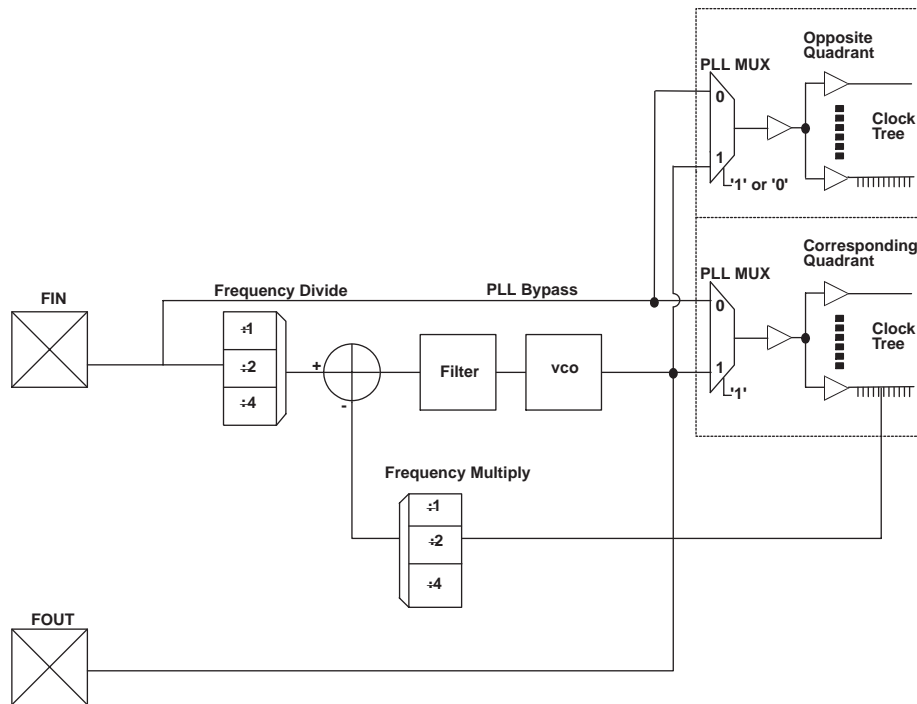 Opposite
Quadrant
PLL MUX
0
Clock
Tree
1
'1' or '0'
Corresponding
Quadrant
PLL MUX
FIN
Frequency Divide
PLL Bypass
0
÷1
Clock
Tree
÷2
+
Filter
vco
1
÷4
-
'1'
Frequency Multiply
÷1
÷2
÷4
FOUT